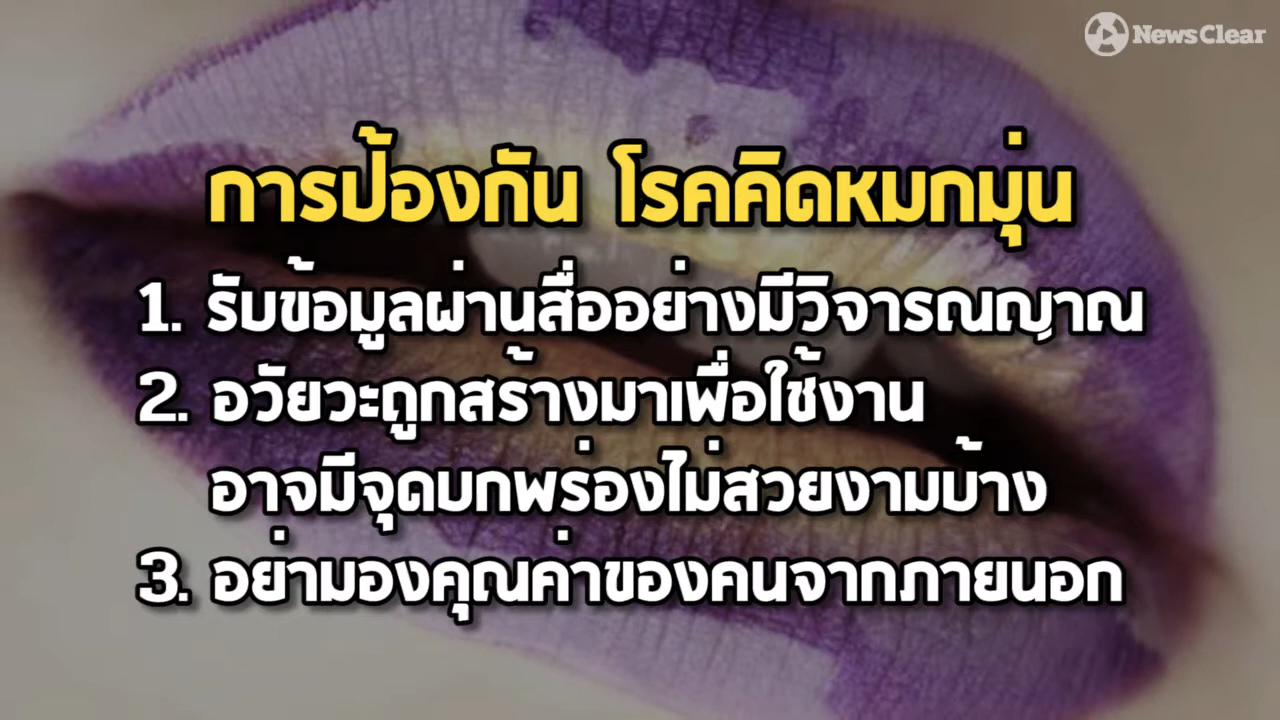 News Clear
การป้องกัน โรคคิดหมกมุ่น
1. รับข้อมูลผ่านสื่ออย่างมีวิจารณญาณ
2. อวัยวะถูกสร้างมาเพื่อใช้งาน
อาจมีจุดบกพร่องไม่สวยงามบ้าง
3. อย่ามองคุณค่าของคนจากภายนอก